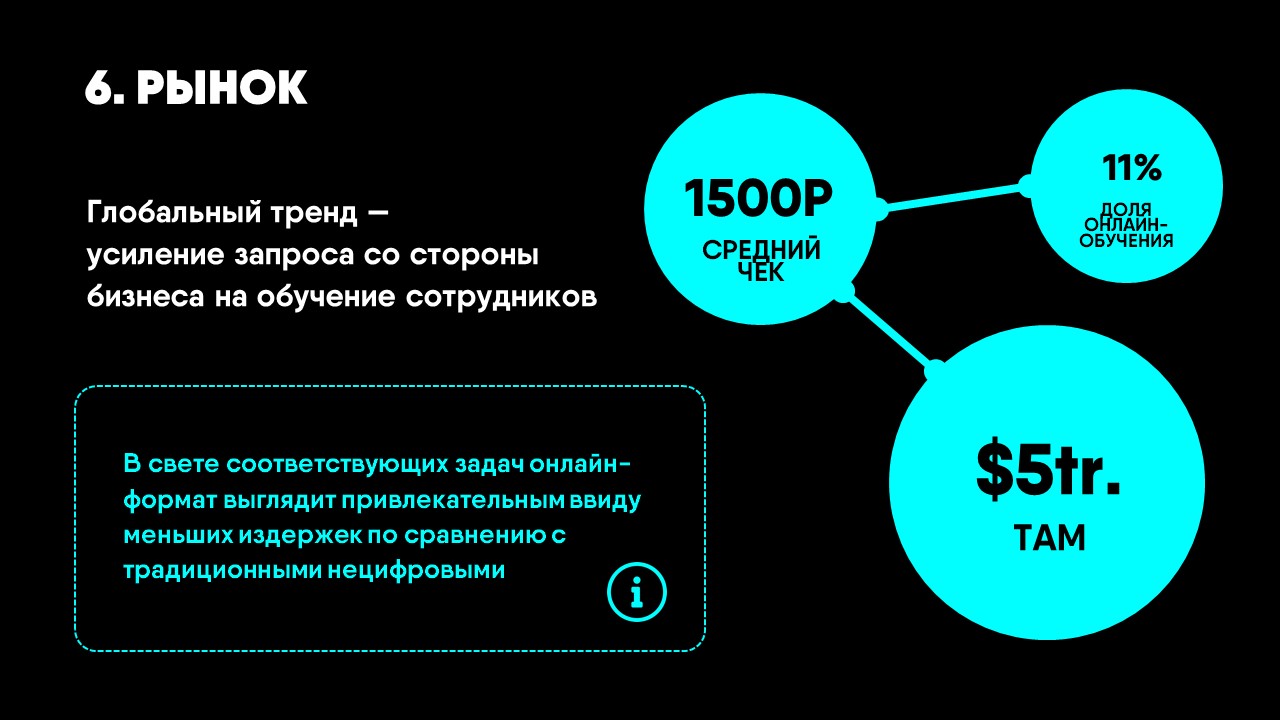 6. РЫНОК
Глобальный тренд —
усиление запроса со стороны
бизнеса на обучение сотрудников
В свете соответствующих задач онлайн-
формат выглядит привлекательным ввиду
меньших издержек по сравнению с
традиционными нецифровыми
1500Р
СРЕДНИЙ
ЧЕК
11%
ДОЛЯ
ОНЛАЙН-
ОБУЧЕНИЯ
$5tr.
TAM